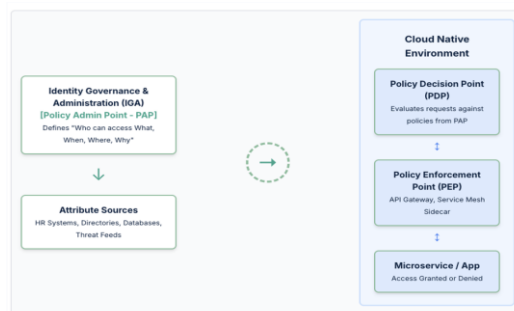 Identity Governance &
Administration (IGA)
[Policy Admin Point - PAP]
Defines "Who can access What,
When, Where, Why"
Attribute Sources
HR Systems, Directories, Databases,
Threat Feeds
Cloud Native
Environment
Policy Decision Point
(PDP)
Evaluates requests against
policies from PAP
Policy Enforcement
Point (PEP)
API Gateway, Service Mesh
Sidecar
Microservice / App
Access Granted or Denied